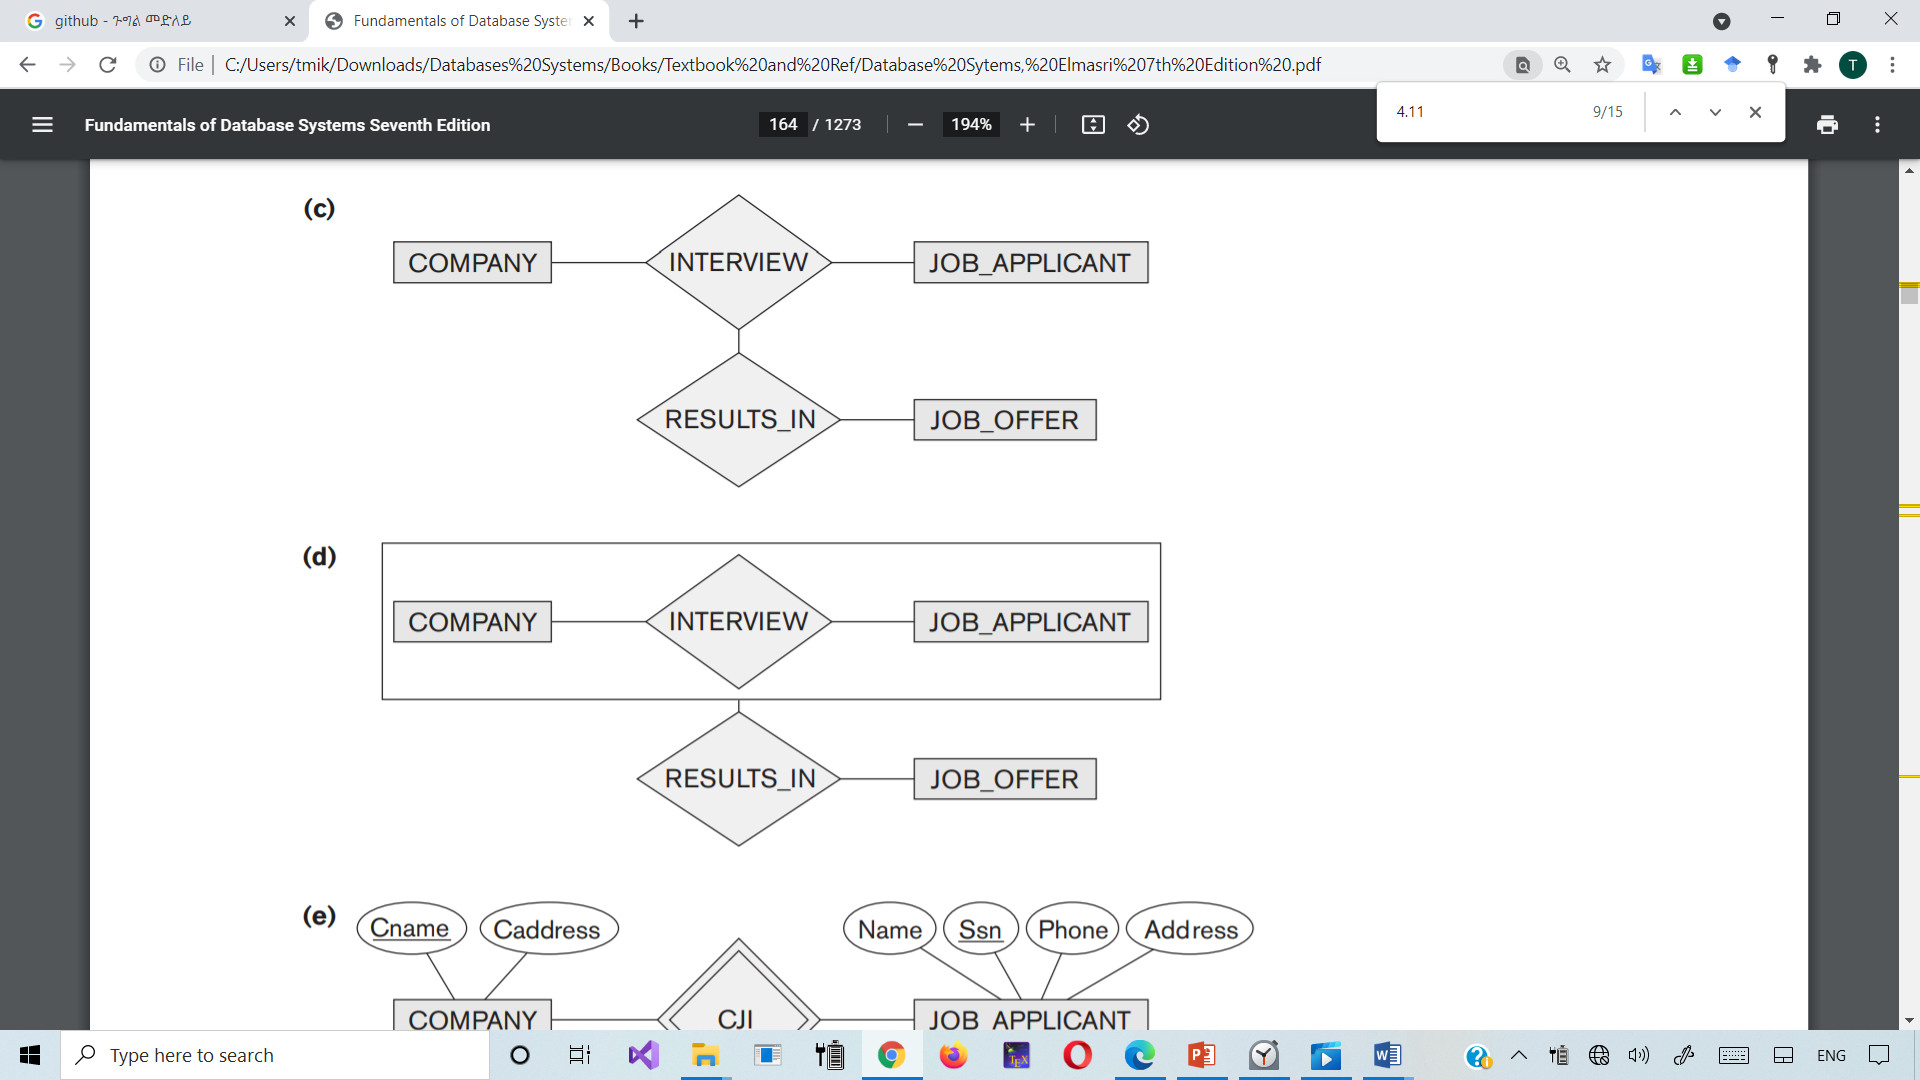 github - ጉግል መድለይ
Fundamentals of Database Syste
File
C:/Users/tmik/Downloads/Databases%20Systems/Books/Textbook%20and%20Ref/Database%20Sytems,%20Elmasri%207th%20Edition%20.pdf
T
4.11
9/15
Fundamentals of Database Systems Seventh Edition
164 / 1273
194%
(c)
COMPANY INTERVIEW JOB_APPLICANT
RESULTS_IN JOB_OFFER
(d)
COMPANY INTERVIEW JOB_APPLICANT
RESULTS_IN JOB_OFFER
(e)
Cname Caddress Name Ssn Phone Address
COMPANY CJI JOB_APPLICANT
Type here to search
ENG